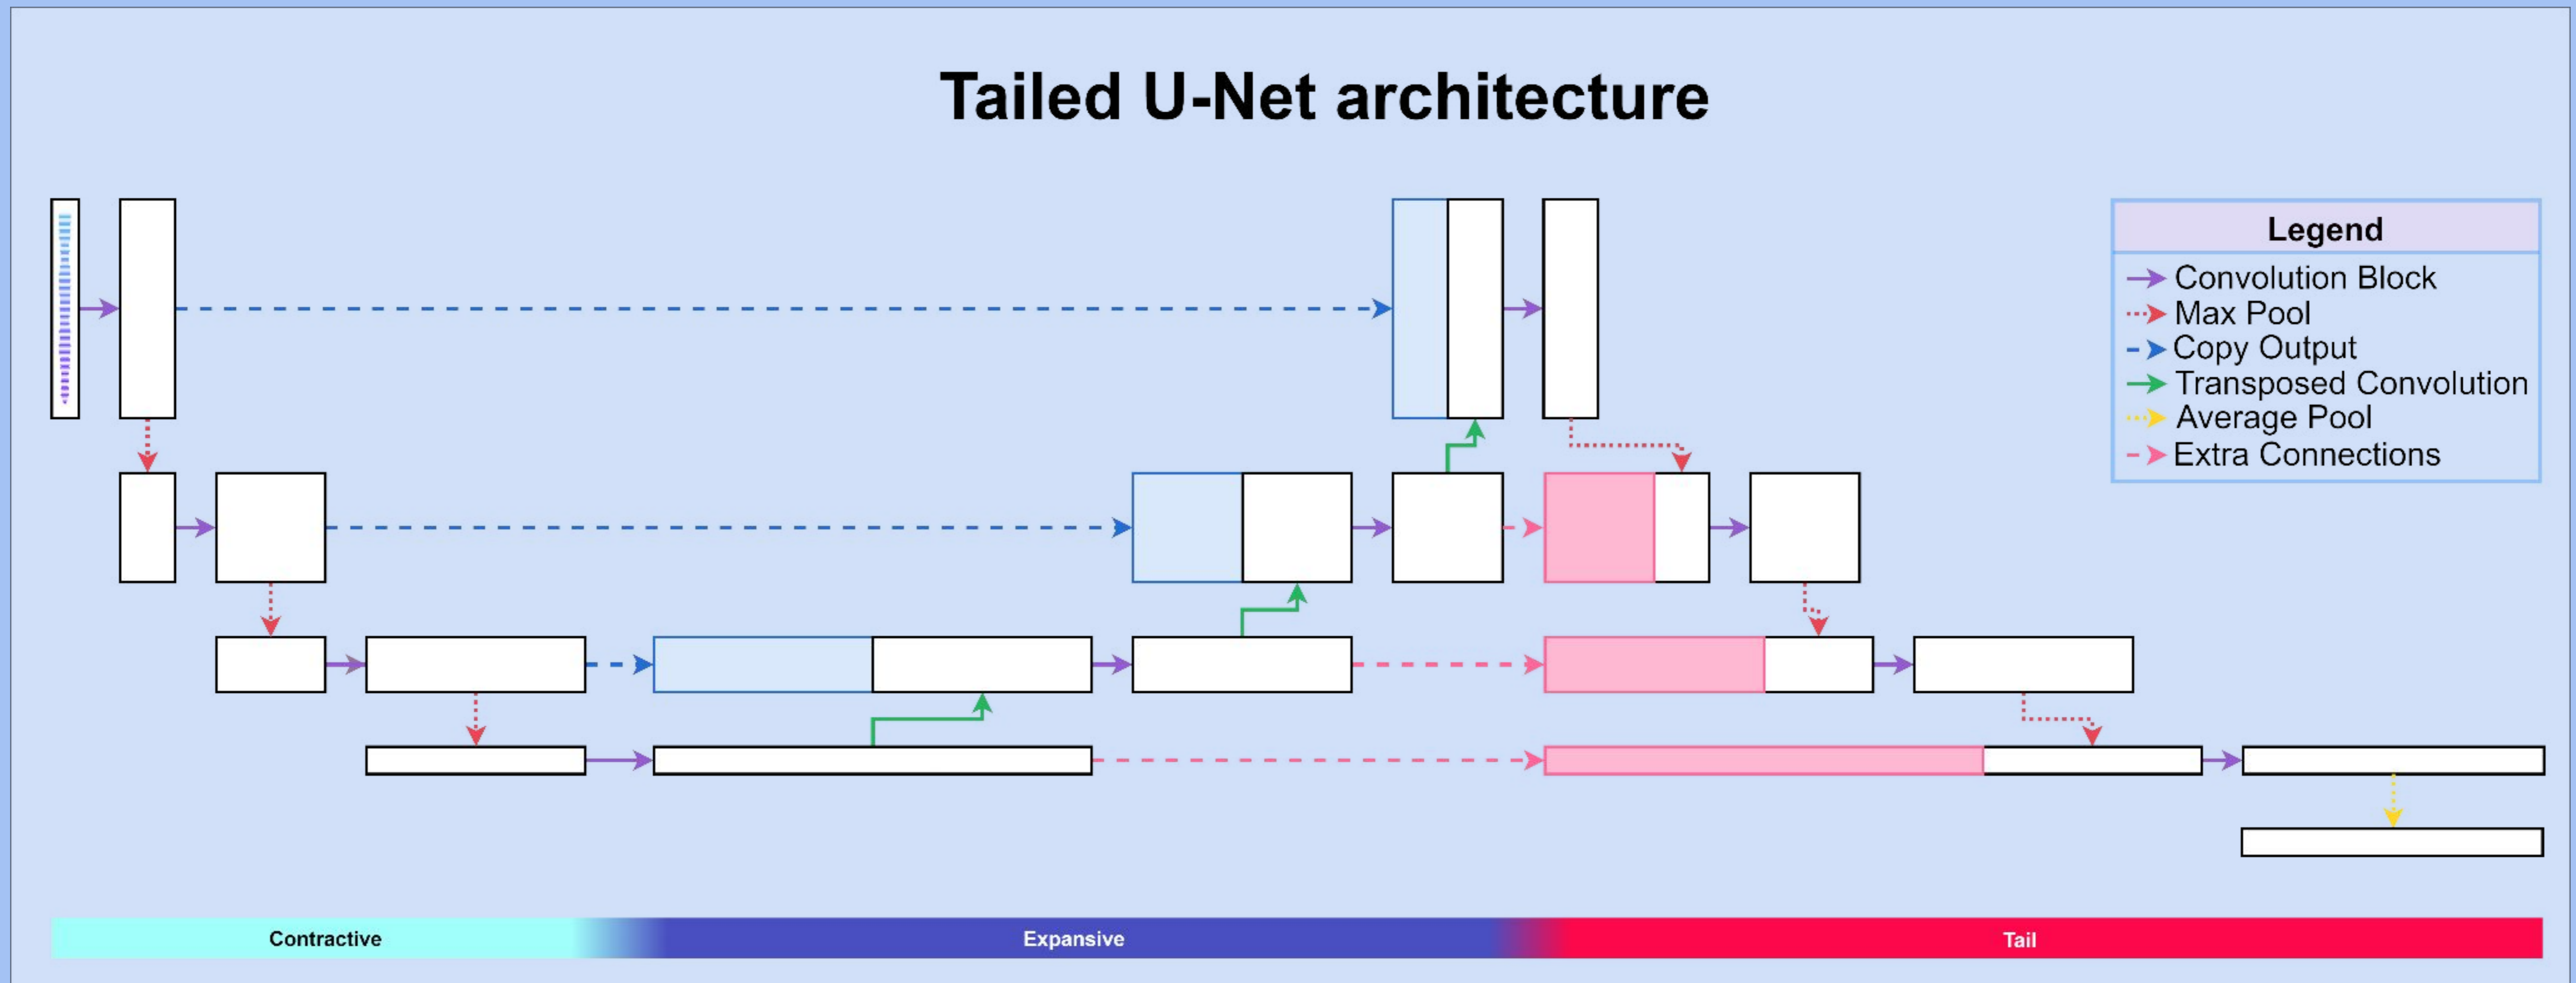 Tailed U-Net architecture
Legend
Convolution Block
Max Pool
Copy Output
Transposed Convolution
Average Pool
Extra Connections
Contractive
Expansive
Tail